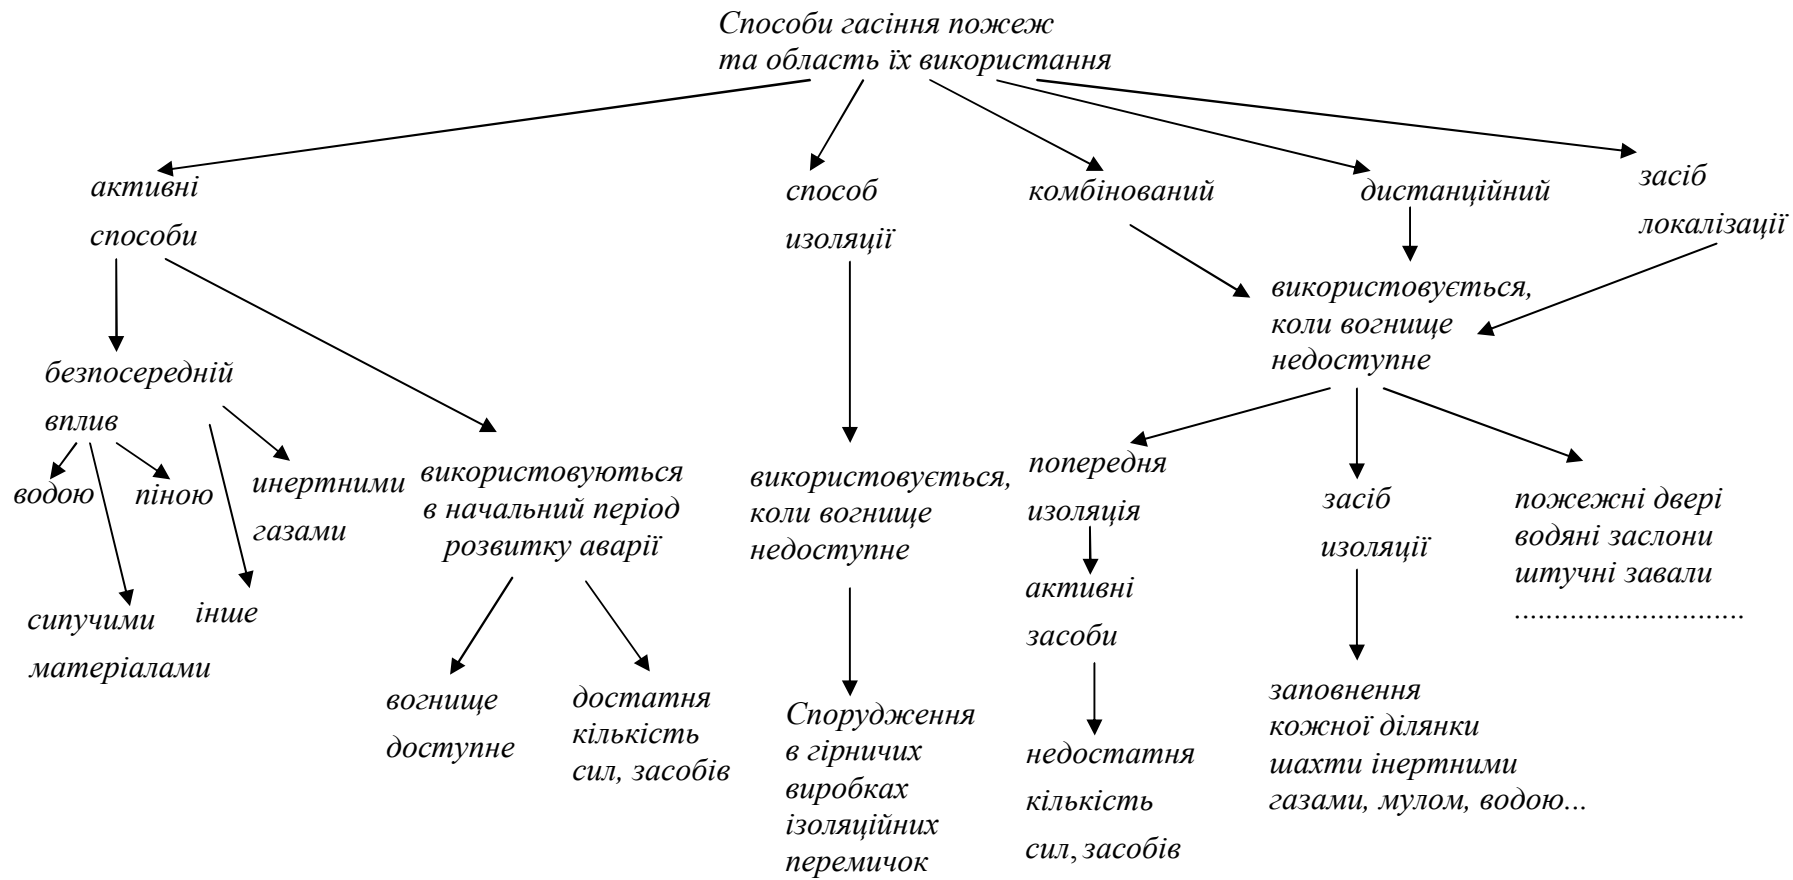 Способи гасіння пожеж
та область їх використання
активні
способи
способ
изоляції
комбінований
дистанційний
засіб
локалізації
використовується,
коли вогнище
недоступне
безпосередній
вплив
водою
піною
инертними
газами
сипучими
матеріалами
інше
використовуються
в начальний період
розвитку аварії
вогнище
доступне
достатня
кількість
сил, засобів
використовується,
коли вогнище
недоступне
Спорудження
в гірничих
виробках
ізоляційних
перемичок
попередня
изоляція
активні
засоби
недостатня
кількість
сил, засобів
засіб
изоляції
заповнення
кожної ділянки
шахти інертними
газами, мулом, водою...
пожежні двері
водяні заслони
штучні завали
.............................